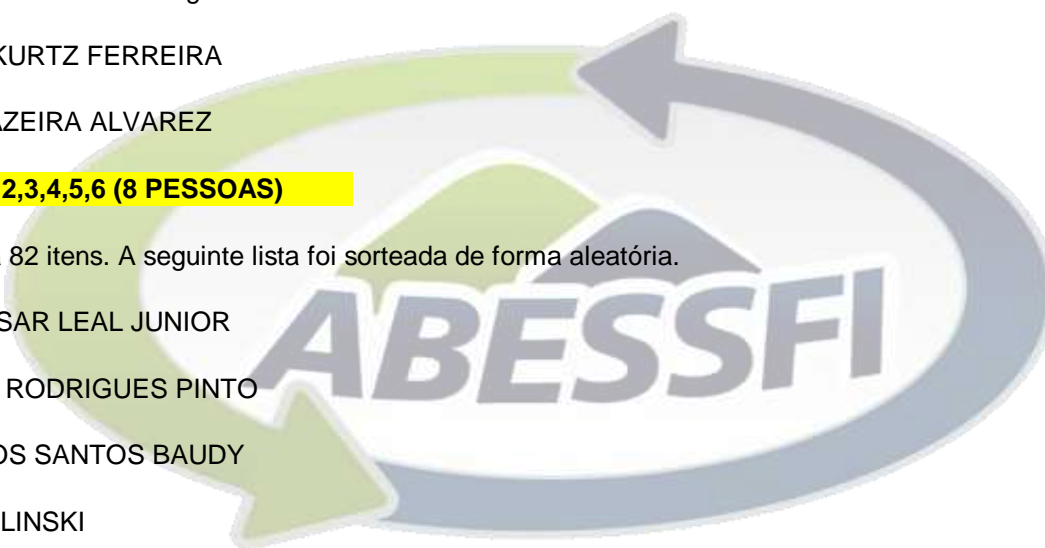 KURTZ FERREIRA
AZEIRA ALVAREZ
2,3,4,5,6 (8 PESSOAS)
82 itens. A seguinte lista foi sorteada de forma aleatória.
SAR LEAL JUNIOR
RODRIGUES PINTO
OS SANTOS BAUDY
LINSKI
ABESSFI